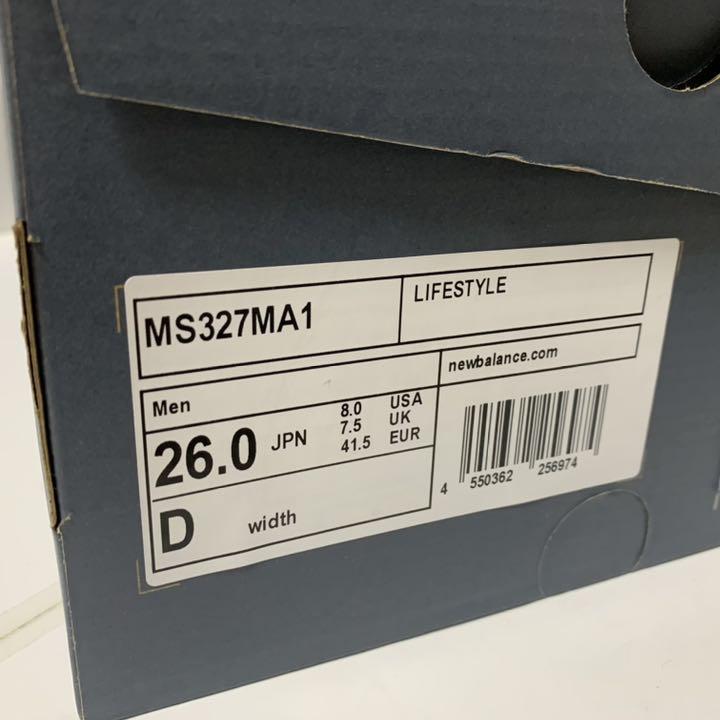 MS327MA1
LIFESTYLE
newbalance.com
Men
26.0 JPN
8.0 USA
7.5 UK
41.5 EUR
D width
4 550362 256974